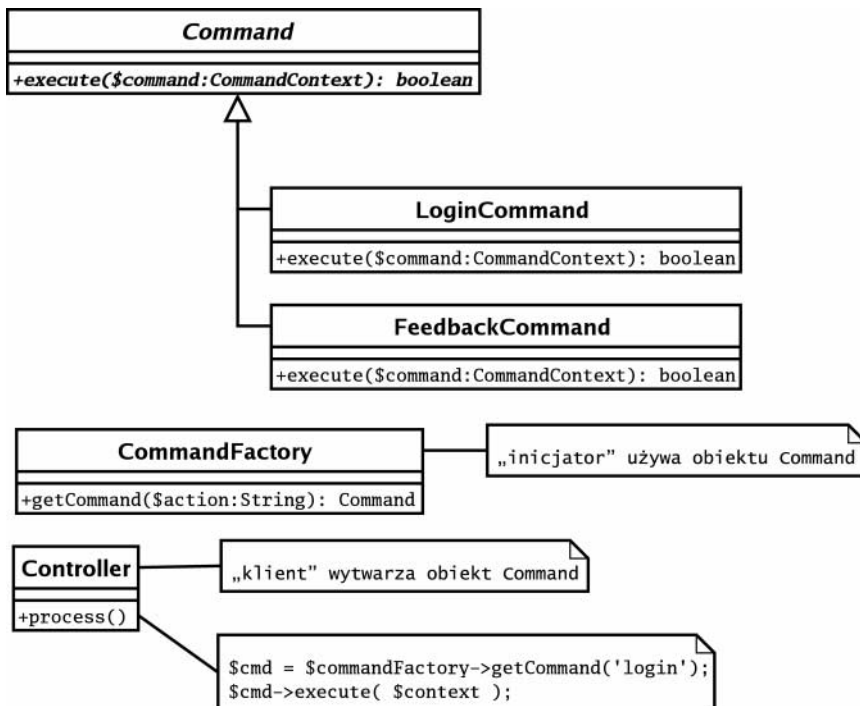 Command
+execute($command:CommandContext): boolean
LoginCommand
+execute($command:CommandContext): boolean
FeedbackCommand
+execute($command:CommandContext): boolean
CommandFactory
+getCommand($action:String): Command
„inicjator” używa obiektu Command
Controller
+process()
„klient” wytwarza obiekt Command
$cmd = $commandFactory->getCommand('login');
$cmd->execute( $context );